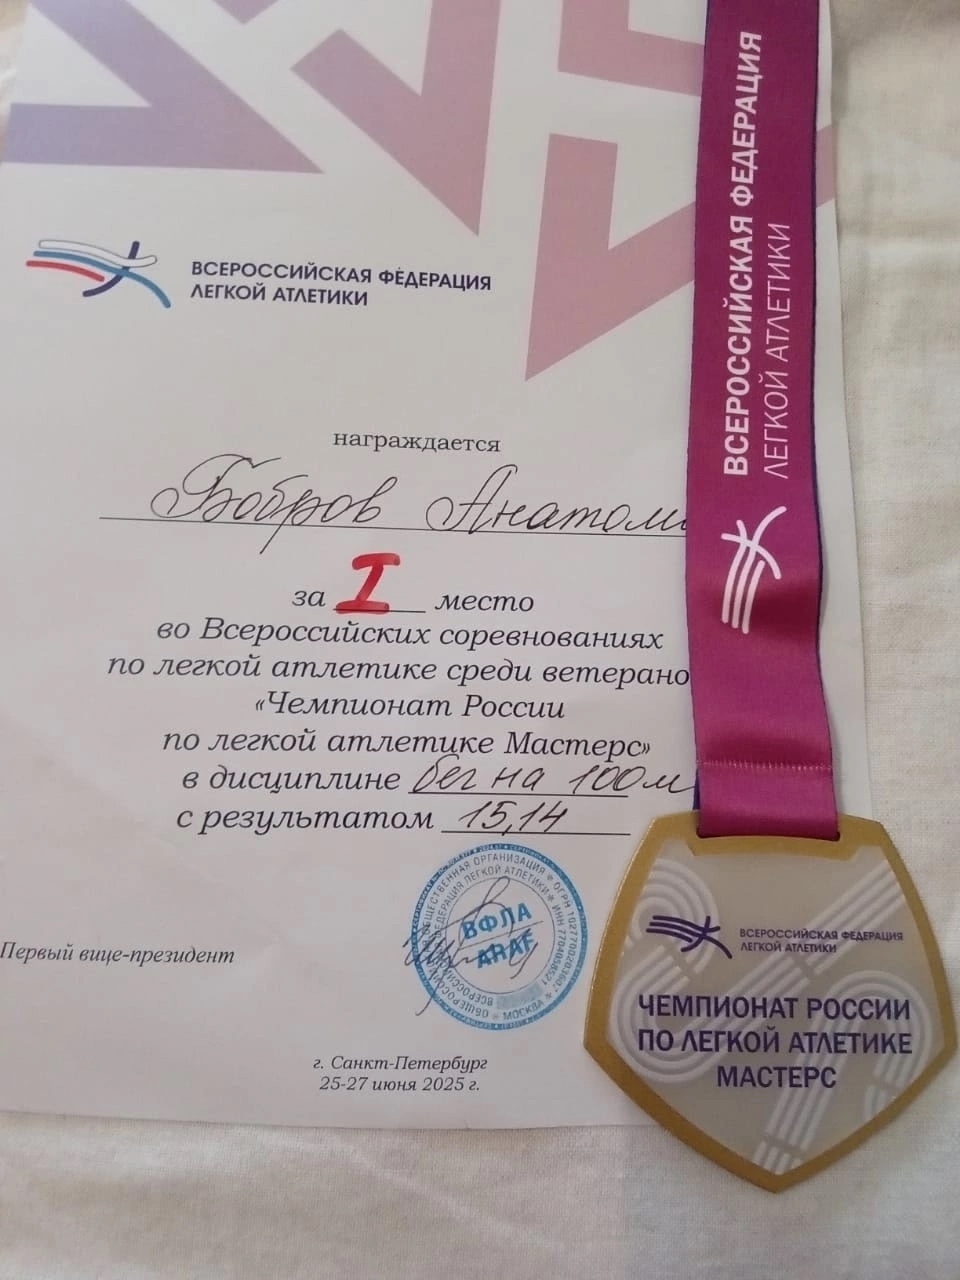 ВСЕРОССИЙСКАЯ ФЕДЕРАЦИЯ
ЛЕГКОЙ АТЛЕТИКИ
награждается
Бобров Анатоли
за I место
во Всероссийских соревнованиях
по легкой атлетике среди ветерано
«Чемпионат России
по легкой атлетике Мастерс»
в дисциплине бег на 100м
с результатом 15,14
ВФЛА
ARAF
МОСКВА
Первый вице-президент
г. Санкт-Петербург
25-27 июня 2025 г.
ВСЕРОССИЙСКАЯ ФЕДЕРАЦИЯ
ЛЕГКОЙ АТЛЕТИКИ
ВСЕРОССИЙСКАЯ ФЕДЕРАЦИЯ
ЛЕГКОЙ АТЛЕТИКИ
ЧЕМПИОНАТ РОССИИ
ПО ЛЕГКОЙ АТЛЕТИКЕ
МАСТЕРС